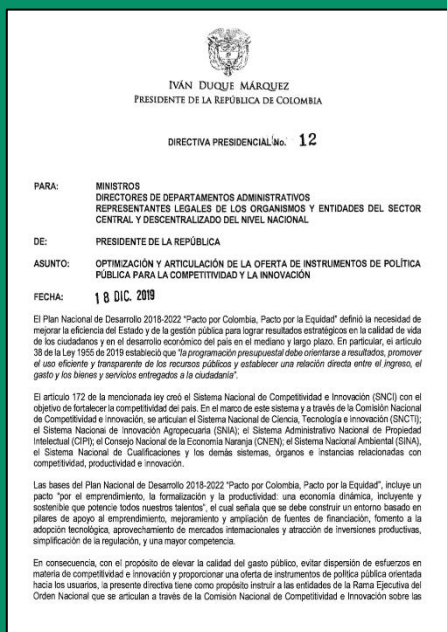 IVÁN DUQUE MÁRQUEZ
PRESIDENTE DE LA REPÚBLICA DE COLOMBIA
DIRECTIVA PRESIDENCIAL No. 12
PARA: MINISTROS
DIRECTORES DE DEPARTAMENTOS ADMINISTRATIVOS
REPRESENTANTES LEGALES DE LOS ORGANISMOS Y ENTIDADES DEL SECTOR
CENTRAL Y DESCENTRALIZADO DEL NIVEL NACIONAL
DE: PRESIDENTE DE LA REPÚBLICA
ASUNTO: OPTIMIZACIÓN Y ARTICULACIÓN DE LA OFERTA DE INSTRUMENTOS DE POLÍTICA
PÚBLICA PARA LA COMPETITIVIDAD Y LA INNOVACIÓN
FECHA: 18 DIC. 2019
El Plan Nacional de Desarrollo 2018-2022 "Pacto por Colombia, Pacto por la Equidad" definió la necesidad de
mejorar la eficiencia del Estado y de la gestión pública para lograr resultados estratégicos en la calidad de vida
de los ciudadanos y en el desarrollo económico del país en el mediano y largo plazo. En particular, el artículo
38 de la Ley 1955 de 2019 estableció que "la programación presupuestal debe orientarse a resultados, promover
el uso eficiente y transparente de los recursos públicos y establecer una relación directa entre el ingreso, el
gasto y los bienes y servicios entregados a la ciudadanía".
El artículo 172 de la mencionada ley creó el Sistema Nacional de Competitividad e Innovación (SNCI) con el
objetivo de fortalecer la competitividad del país. En el marco de este sistema y a través de la Comisión Nacional
de Competitividad e Innovación, se articulan el Sistema Nacional de Ciencia, Tecnología e innovación (SNCTI);
el Sistema Nacional de Innovación Agropecuaria (SNIA); el Sistema Administrativo Nacional de Propiedad
Intelectual (CIPI); el Consejo Nacional de la Economía Naranja (CNEN); el Sistema Nacional Ambiental (SINA),
el Sistema Nacional de Cualificaciones y los demás sistemas, órganos e instancias relacionadas con
competitividad, productividad e innovación.
Las bases del Plan Nacional de Desarrollo 2018-2022 "Pacto por Colombia, Pacto por la Equidad", incluye un
pacto "por el emprendimiento, la formalización y la productividad: una economía dinámica, incluyente y
sostenible que potencie todos nuestros talentos", el cual señala que se debe construir un entorno basado en
pilares de apoyo al emprendimiento, mejoramiento y ampliación de fuentes de financiación, fomento a la
adopción tecnológica, aprovechamiento de mercados internacionales y atracción de inversiones productivas,
simplificación de la regulación, y una mayor competencia.
En consecuencia, con el propósito de elevar la calidad del gasto público, evitar dispersión de esfuerzos en
materia de competitividad e innovación y proporcionar una oferta de instrumentos de política pública orientada
hacia los usuarios, la presente directiva tiene como propósito instruir a las entidades de la Rama Ejecutiva del
Orden Nacional que se articulan a través de la Comisión Nacional de Competitividad e Innovación sobre las